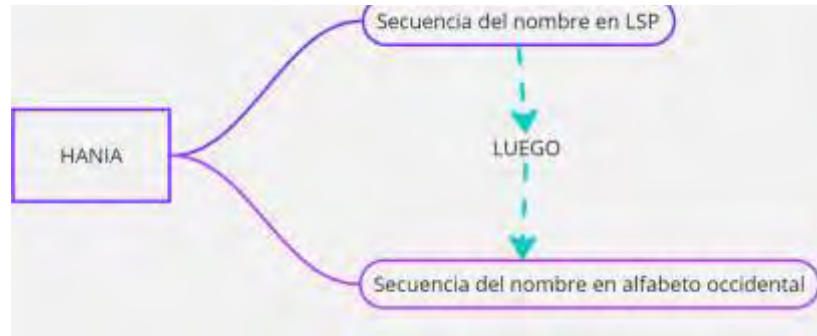 Secuencia del nombre en LSP
HANIA
LUEGO
Secuencia del nombre en alfabeto occidental